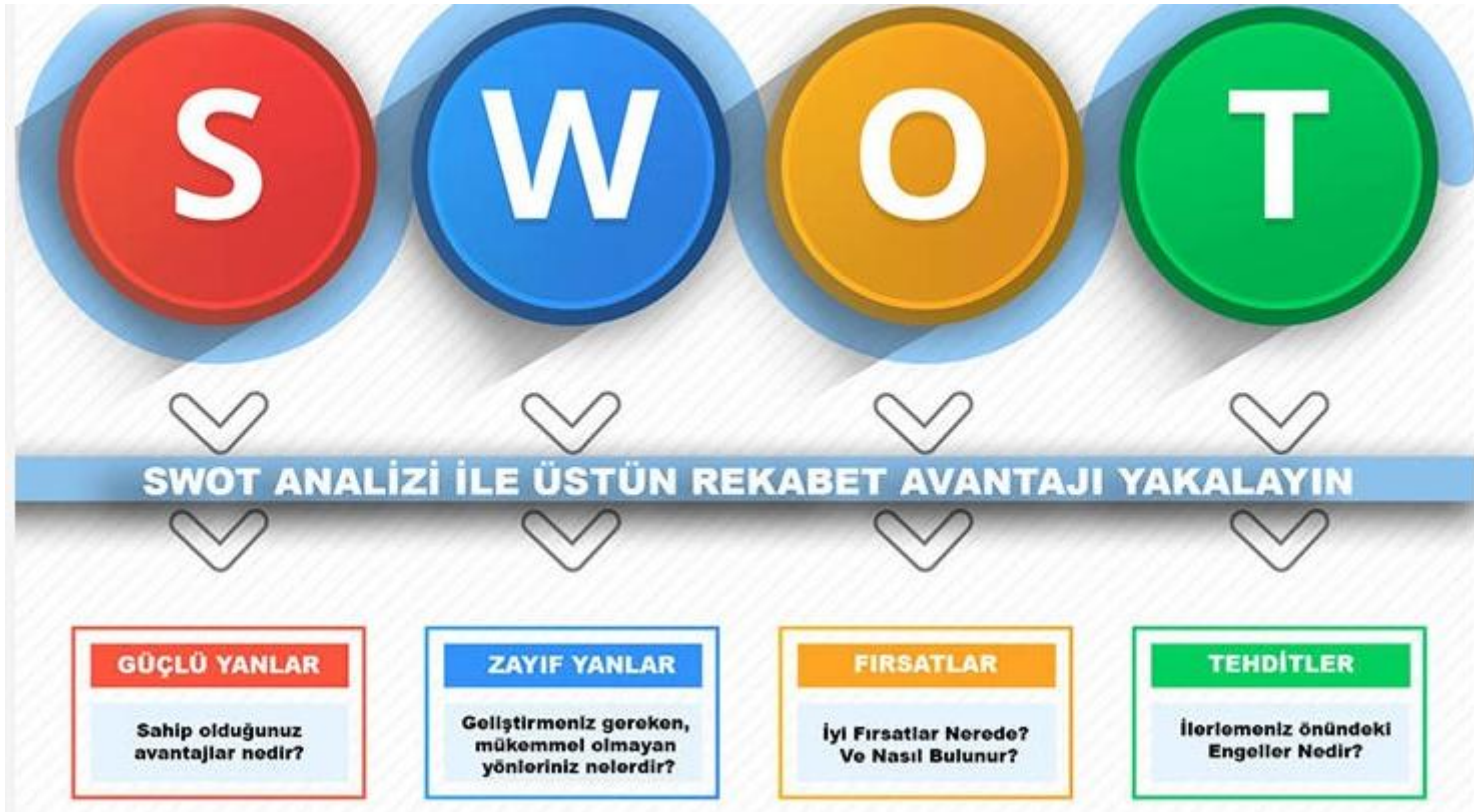 S W O T
SWOT ANALİZİ İLE ÜSTÜN REKABET AVANTAJI YAKALAYIN
GÜÇLÜ YANLAR
Sahip olduğunuz
avantajlar nedir?
ZAYIF YANLAR
Geliştirmeniz gereken,
mükemmel olmayan
yönleriniz nelerdir?
FIRSATLAR
İyi Fırsatlar Nerede?
Ve Nasıl Bulunur?
TEHDİTLER
İlerlemeniz önündeki
Engeller Nedir?